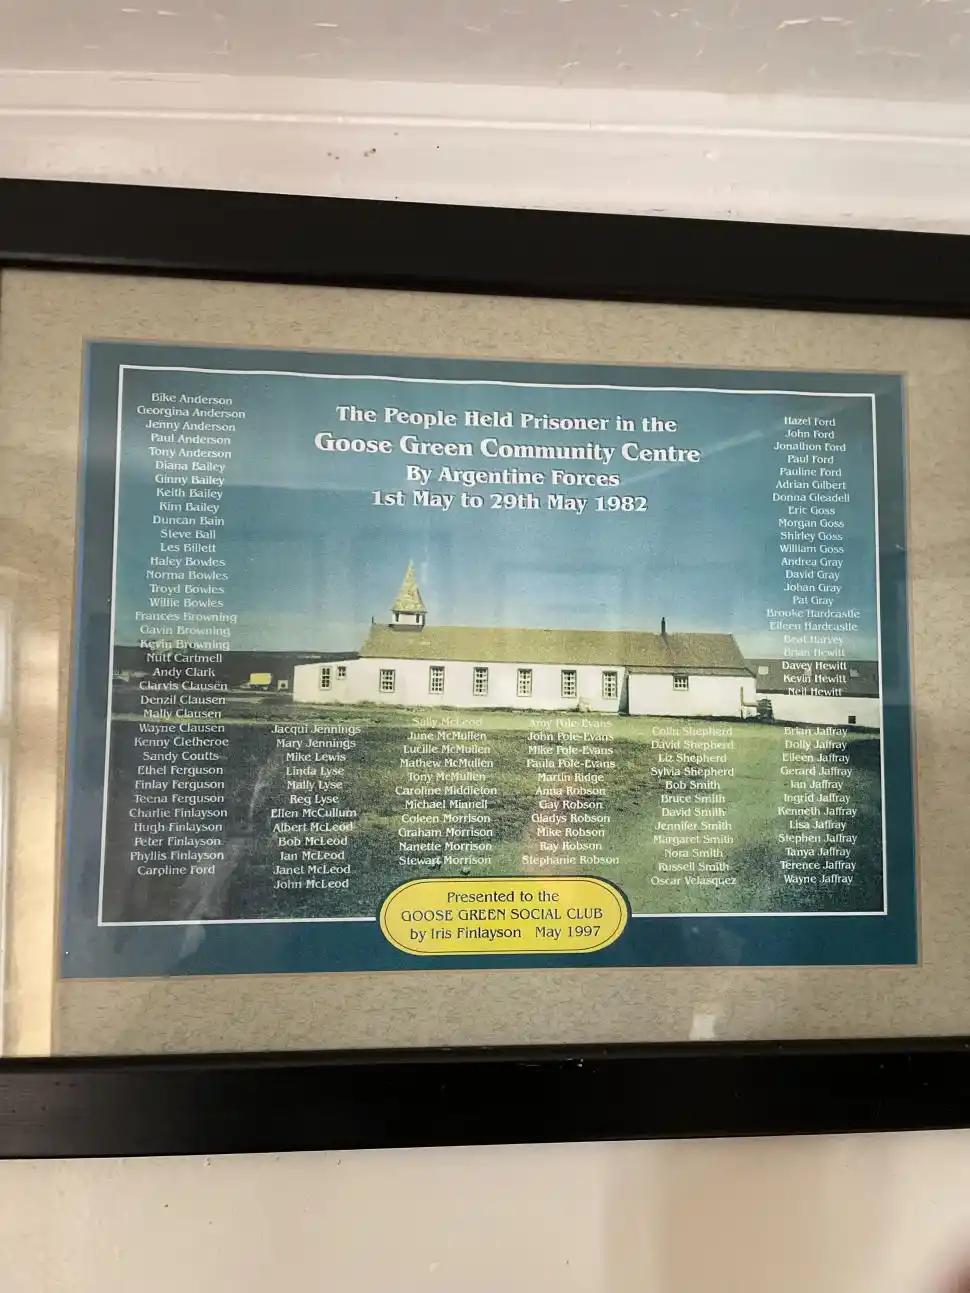 The People Held Prisoner in the
Goose Green Community Centre
By Argentine Forces
1st May to 29th May 1982
Bike Anderson
Georgina Anderson
Jenny Anderson
Paul Anderson
Tony Anderson
Diana Bailey
Ginny Bailey
Keith Bailey
Kim Bailey
Duncan Bain
Steve Ball
Les Billett
Haley Bowles
Norma Bowles
Troyd Bowles
Willie Bowles
Frances Browning
Gavin Browning
Kevin Browning
Nutt Cartmell
Andy Clark
Clarvis Clausen
Denzil Clausen
Mally Clausen
Wayne Clausen
Kenny Cletheroe
Sandy Coutts
Ethel Ferguson
Finlay Ferguson
Teena Ferguson
Charlie Finlayson
Hugh Finlayson
Peter Finlayson
Phyllis Finlayson
Caroline Ford
Hazel Ford
John Ford
Jonathon Ford
Paul Ford
Pauline Ford
Adrian Gilbert
Donna Gleadell
Eric Goss
Morgan Goss
Shirley Goss
William Goss
Andrea Gray
David Gray
Johan Gray
Pat Gray
Brooke Hardcastle
Eileen Hardcastle
Beat Harvey
Brian Hewitt
Davey Hewitt
Kevin Hewitt
Neil Hewitt
Brian Jaffray
Dolly Jaffray
Eileen Jaffray
Gerard Jaffray
Ian Jaffray
Ingrid Jaffray
Kenneth Jaffray
Lisa Jaffray
Stephen Jaffray
Tanya Jaffray
Terence Jaffray
Wayne Jaffray
Jacqui Jennings
Mary Jennings
Mike Lewis
Linda Lyse
Mally Lyse
Reg Lyse
Ellen McCullum
Albert McLeod
Bob McLeod
Ian McLeod
Janet McLeod
John McLeod
Sally McLeod
June McMullen
Lucille McMullen
Mathew McMullen
Tony McMullen
Caroline Middleton
Michael Minnell
Coleen Morrison
Graham Morrison
Nanette Morrison
Stewart Morrison
Amy Pole-Evans
John Pole-Evans
Mike Pole-Evans
Paula Pole-Evans
Martin Ridge
Anna Robson
Gay Robson
Gladys Robson
Mike Robson
Ray Robson
Stephanie Robson
Colin Shepherd
David Shepherd
Liz Shepherd
Sylvia Shepherd
Bob Smith
Bruce Smith
David Smith
Jennifer Smith
Margaret Smith
Nora Smith
Russell Smith
Oscar Velasquez
Presented to the
GOOSE GREEN SOCIAL CLUB
by Iris Finlayson May 1997